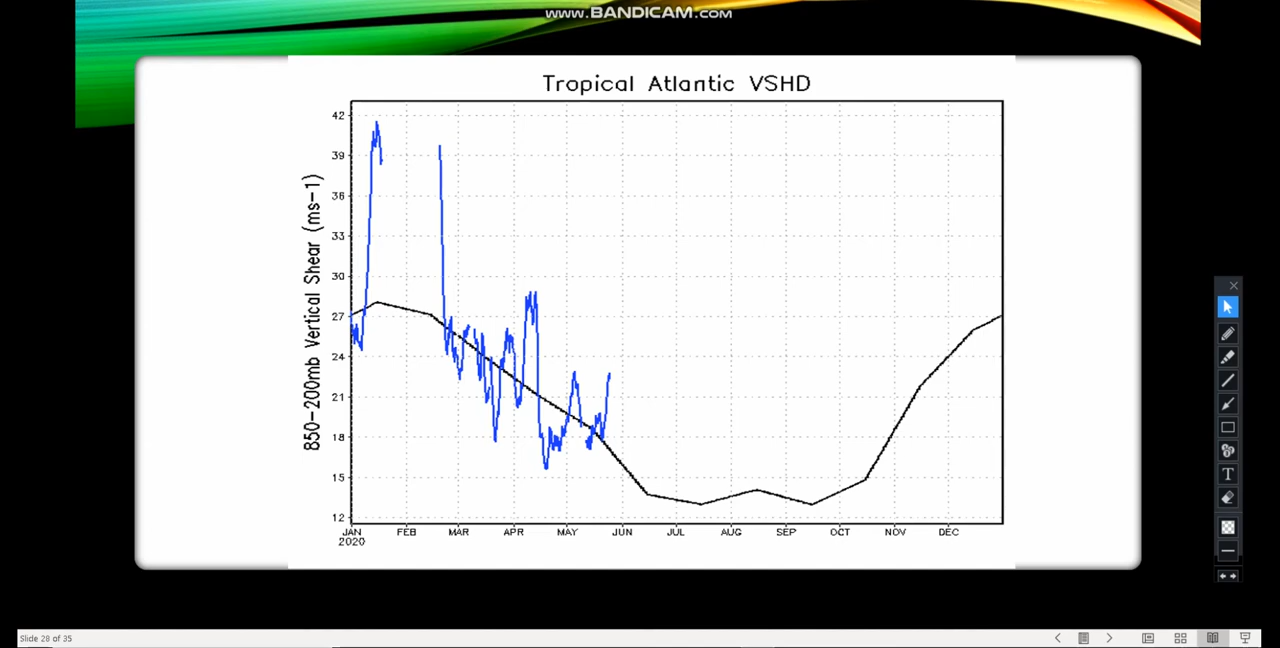 www.BANDICAM.com
Tropical Atlantic VSHD
850-200mb Vertical Shear (ms-1)
42
39
36
33
30
27
24
21
18
15
12
JAN FEB MAR APR MAY JUN JUL AUG SEP OCT NOV DEC
2020
T
Slide 28 of 35